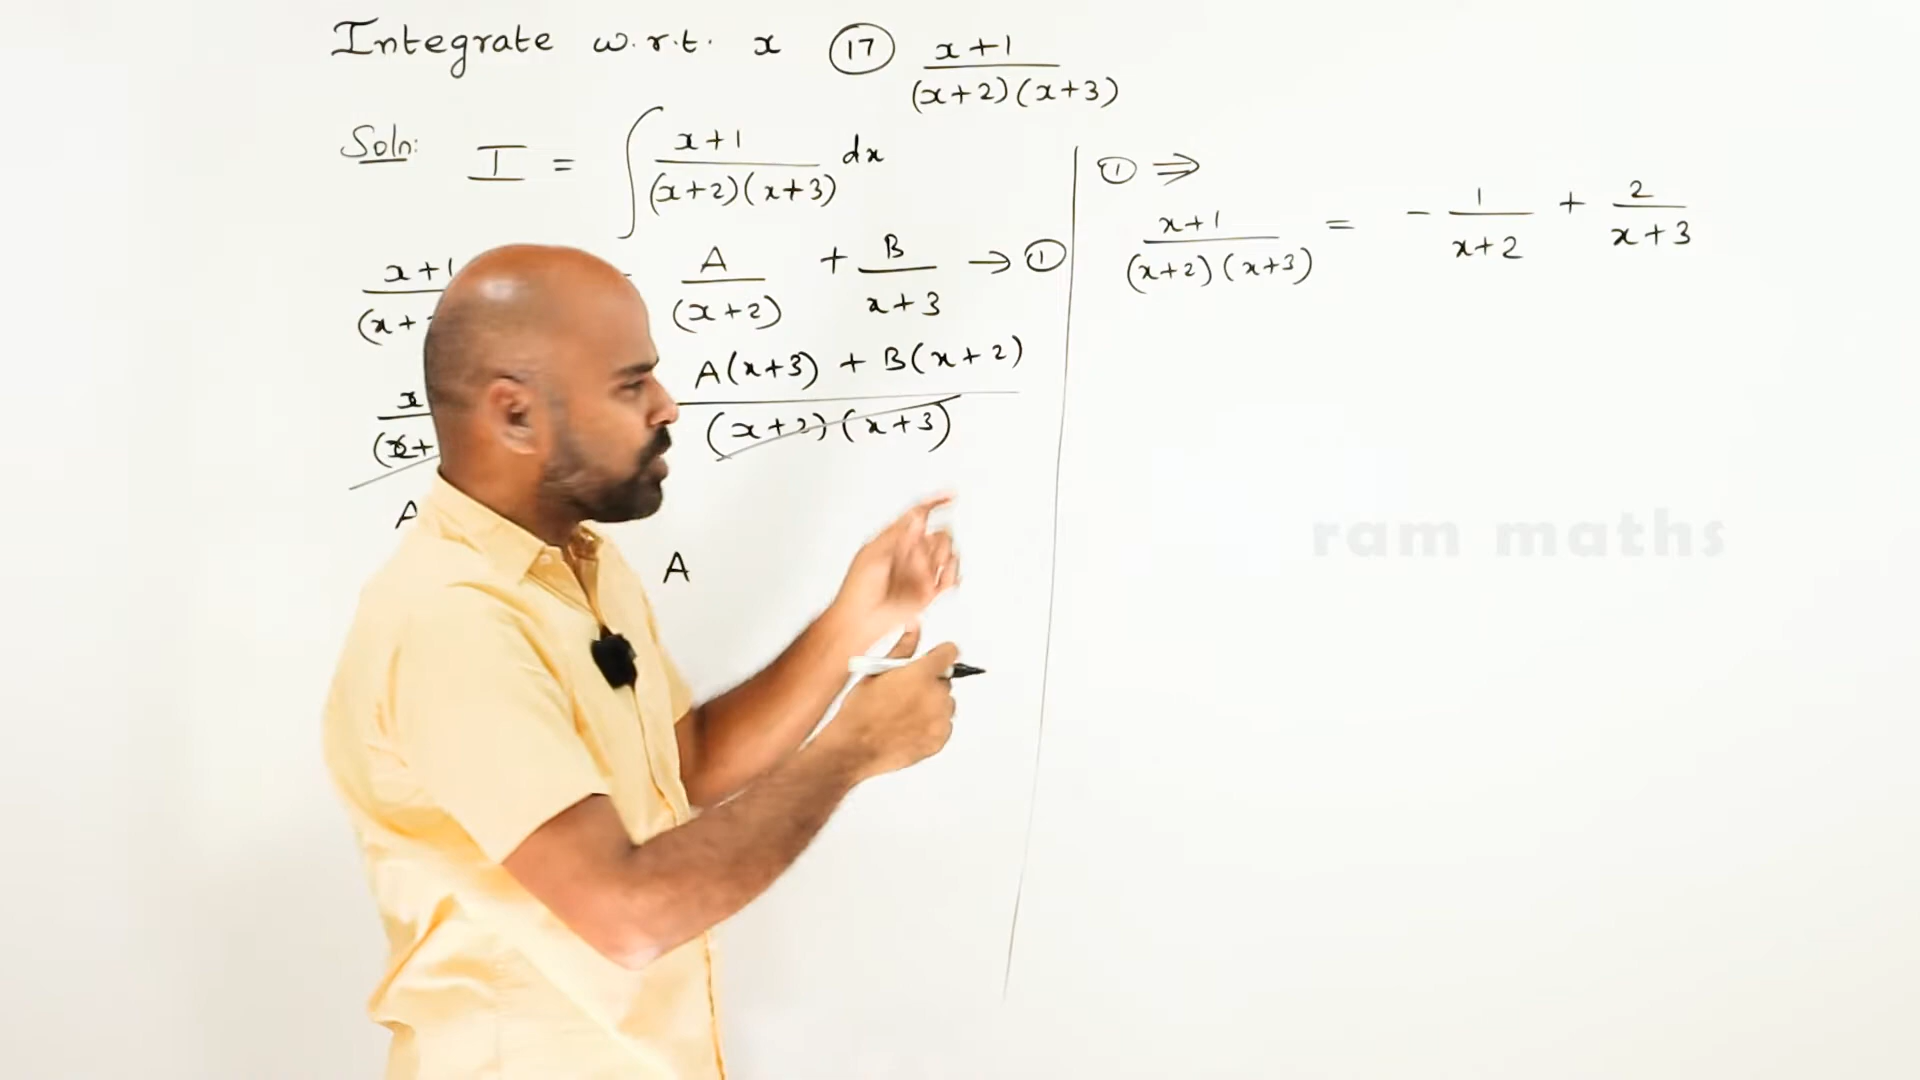 Integrate w.r.t. x (17) x+1 / (x+2)(x+3)
Soln: I = ∫ x+1 / (x+2)(x+3) dx
x+1 / (x+ A / (x+2) + B / x+3 → ①
x / (x+ A(x+3) + B(x+2) / (x+2)(x+3)
A
A
① ⇒
x+1 / (x+2)(x+3) = - 1 / x+2 + 2 / x+3
ram maths